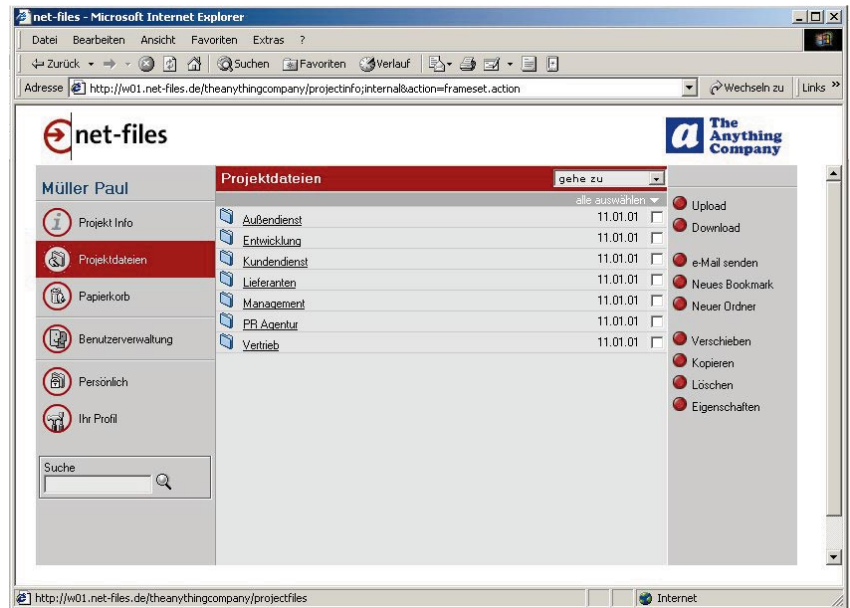 net-files - Microsoft Internet Explorer
Datei Bearbeiten Ansicht Favoriten Extras ?
Zurück Suchen Favoriten Verlauf
Adresse http://w01.net-files.de/theanythingcompany/projectinfo;internal&action=frameset.action Wechseln zu Links »
net-files
a The
Anything
Company
Müller Paul
Projekt Info
Projektdateien
Papierkorb
Benutzerverwaltung
Persönlich
Ihr Profil
Suche
Projektdateien gehe zu
alle auswählen
Außendienst 11.01.01
Entwicklung 11.01.01
Kundendienst 11.01.01
Lieferanten 11.01.01
Management 11.01.01
PR Agentur 11.01.01
Vertrieb 11.01.01
Upload
Download
e-Mail senden
Neues Bookmark
Neuer Ordner
Verschieben
Kopieren
Löschen
Eigenschaften
http://w01.net-files.de/theanythingcompany/projectfiles Internet